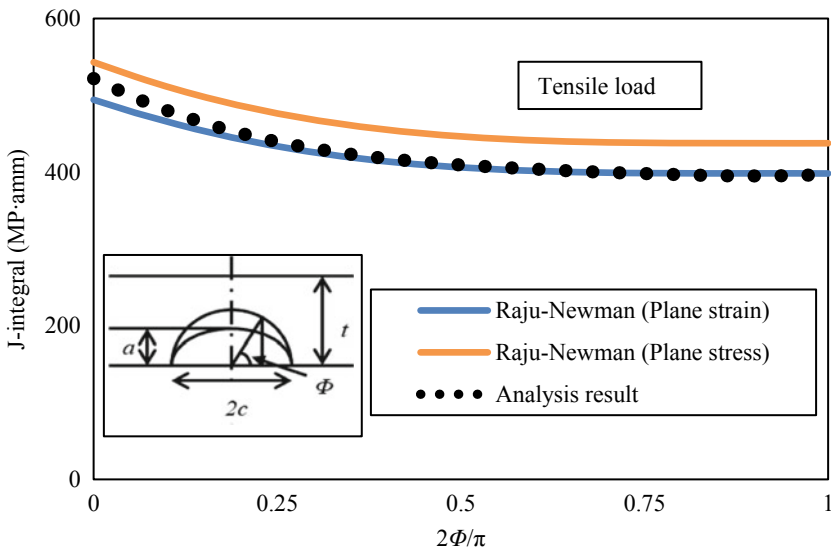 600
400
200
0
J-integral (MP·amm)
Tensile load
a
t
Φ
2c
Raju-Newman (Plane strain)
Raju-Newman (Plane stress)
Analysis result
0
0.25
0.5
0.75
1
2Φ/π